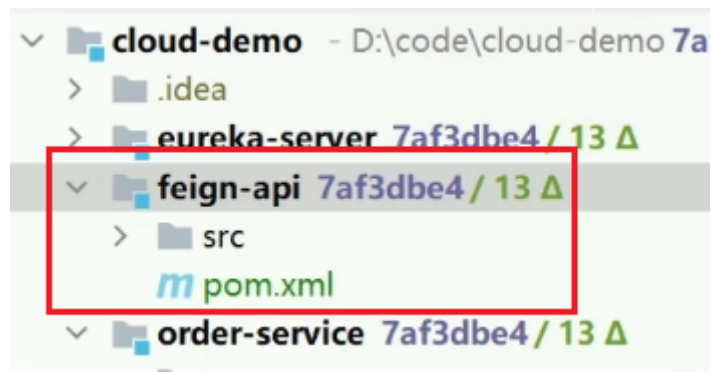 cloud-demo - D:\code\cloud-demo 7a
.idea
eureka-server 7af3dbe4 / 13 Δ
feign-api 7af3dbe4 / 13 Δ
src
m pom.xml
order-service 7af3dbe4 / 13 Δ